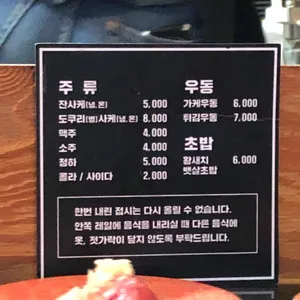 주 류
잔사케(냉,온) 5,000
도쿠리(병)사케(냉,온) 8,000
맥주 4,000
소주 4,000
청하 5,000
콜라 / 사이다 2,000
우동
가케우동 6,000
튀김우동 7,000
초밥
황새치 6,000
뱃살초밥
한번 내린 접시는 다시 올릴 수 없습니다.
안쪽 레일에 음식을 내리실 때 다른 음식에
옷, 젓가락이 닿지 않도록 부탁드립니다.